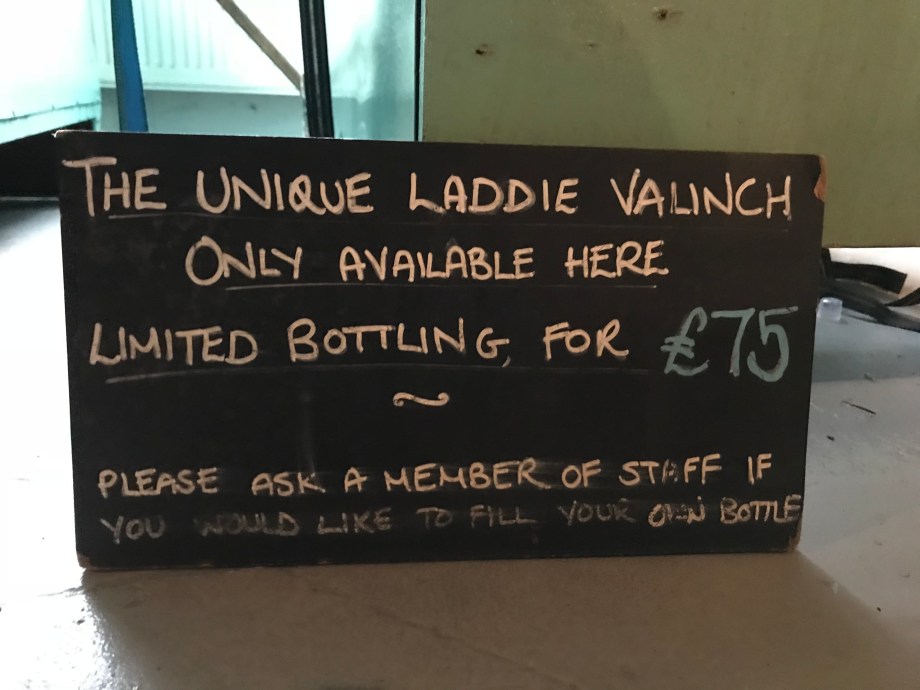 THE UNIQUE LADDIE VALINCH
ONLY AVAILABLE HERE
LIMITED BOTTLING, FOR £75
~
PLEASE ASK A MEMBER OF STAFF IF
YOU WOULD LIKE TO FILL YOUR OWN BOTTLE